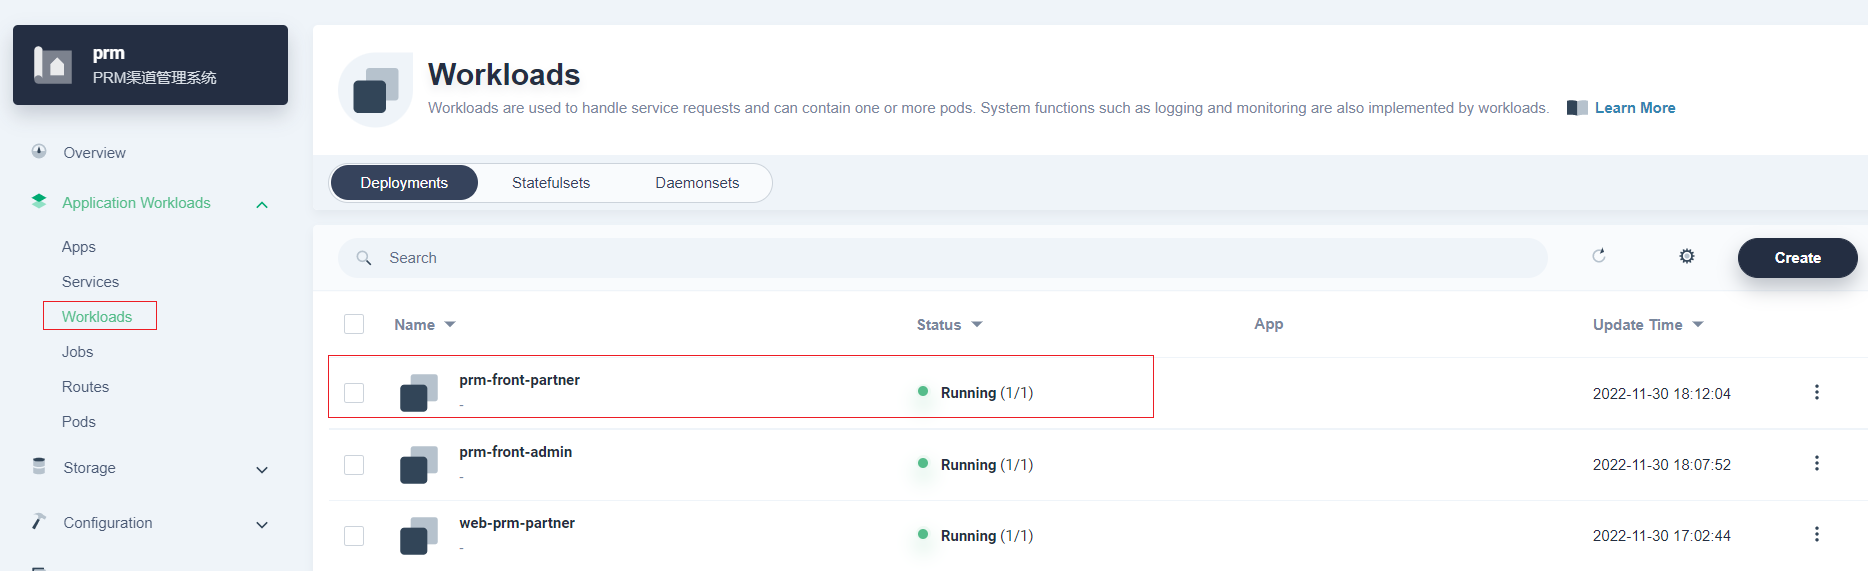 prm
PRM渠道管理系统
Overview
Application Workloads
Apps
Services
Workloads
Jobs
Routes
Pods
Storage
Configuration
Workloads
Workloads are used to handle service requests and can contain one or more pods. System functions such as logging and monitoring are also implemented by workloads. Learn More
Deployments Statefulsets Daemonsets
Search Create
Name Status App Update Time
prm-front-partner Running (1/1) 2022-11-30 18:12:04
-
prm-front-admin Running (1/1) 2022-11-30 18:07:52
-
web-prm-partner Running (1/1) 2022-11-30 17:02:44
-